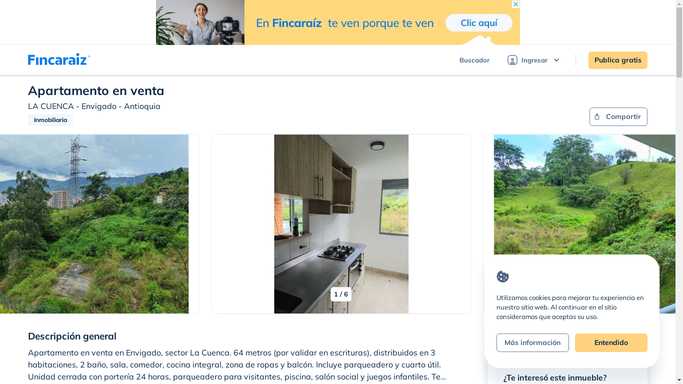 En Fincaraíz te ven porque te ven
Clic aquí
Fincaraíz
Buscador
Ingresar
Publica gratis
Apartamento en venta
LA CUENCA - Envigado - Antioquia
Inmobiliaria
Compartir
1 / 6
Utilizamos cookies para mejorar tu experiencia en
nuestro sitio web. Al continuar en el sitio
consideramos que aceptas su uso.
Más información
Entendido
Descripción general
Apartamento en venta en Envigado, sector La Cuenca. 64 metros (por validar en escrituras), distribuidos en 3
habitaciones, 2 baño, sala, comedor, cocina integral, zona de ropas y balcón. Incluye parqueadero y cuarto útil.
Unidad cerrada con portería 24 horas, parqueadero para visitantes, piscina, salón social y juegos infantiles. Te...
¿Te interesó este inmueble?